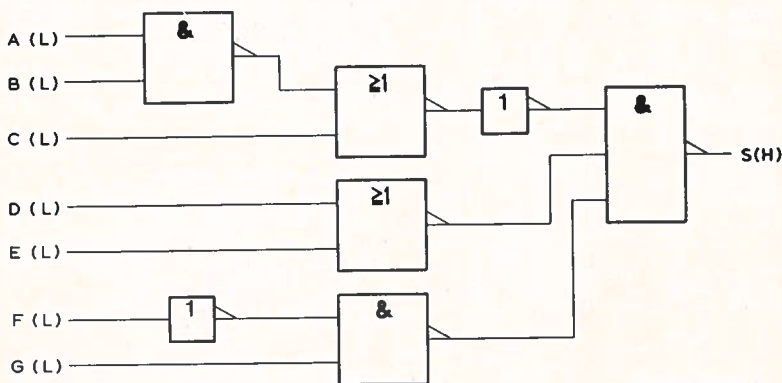 A (L)
B (L)
C (L)
D (L)
E (L)
F (L)
G (L)
&
≥1
1
&
≥1
1
&
S(H)